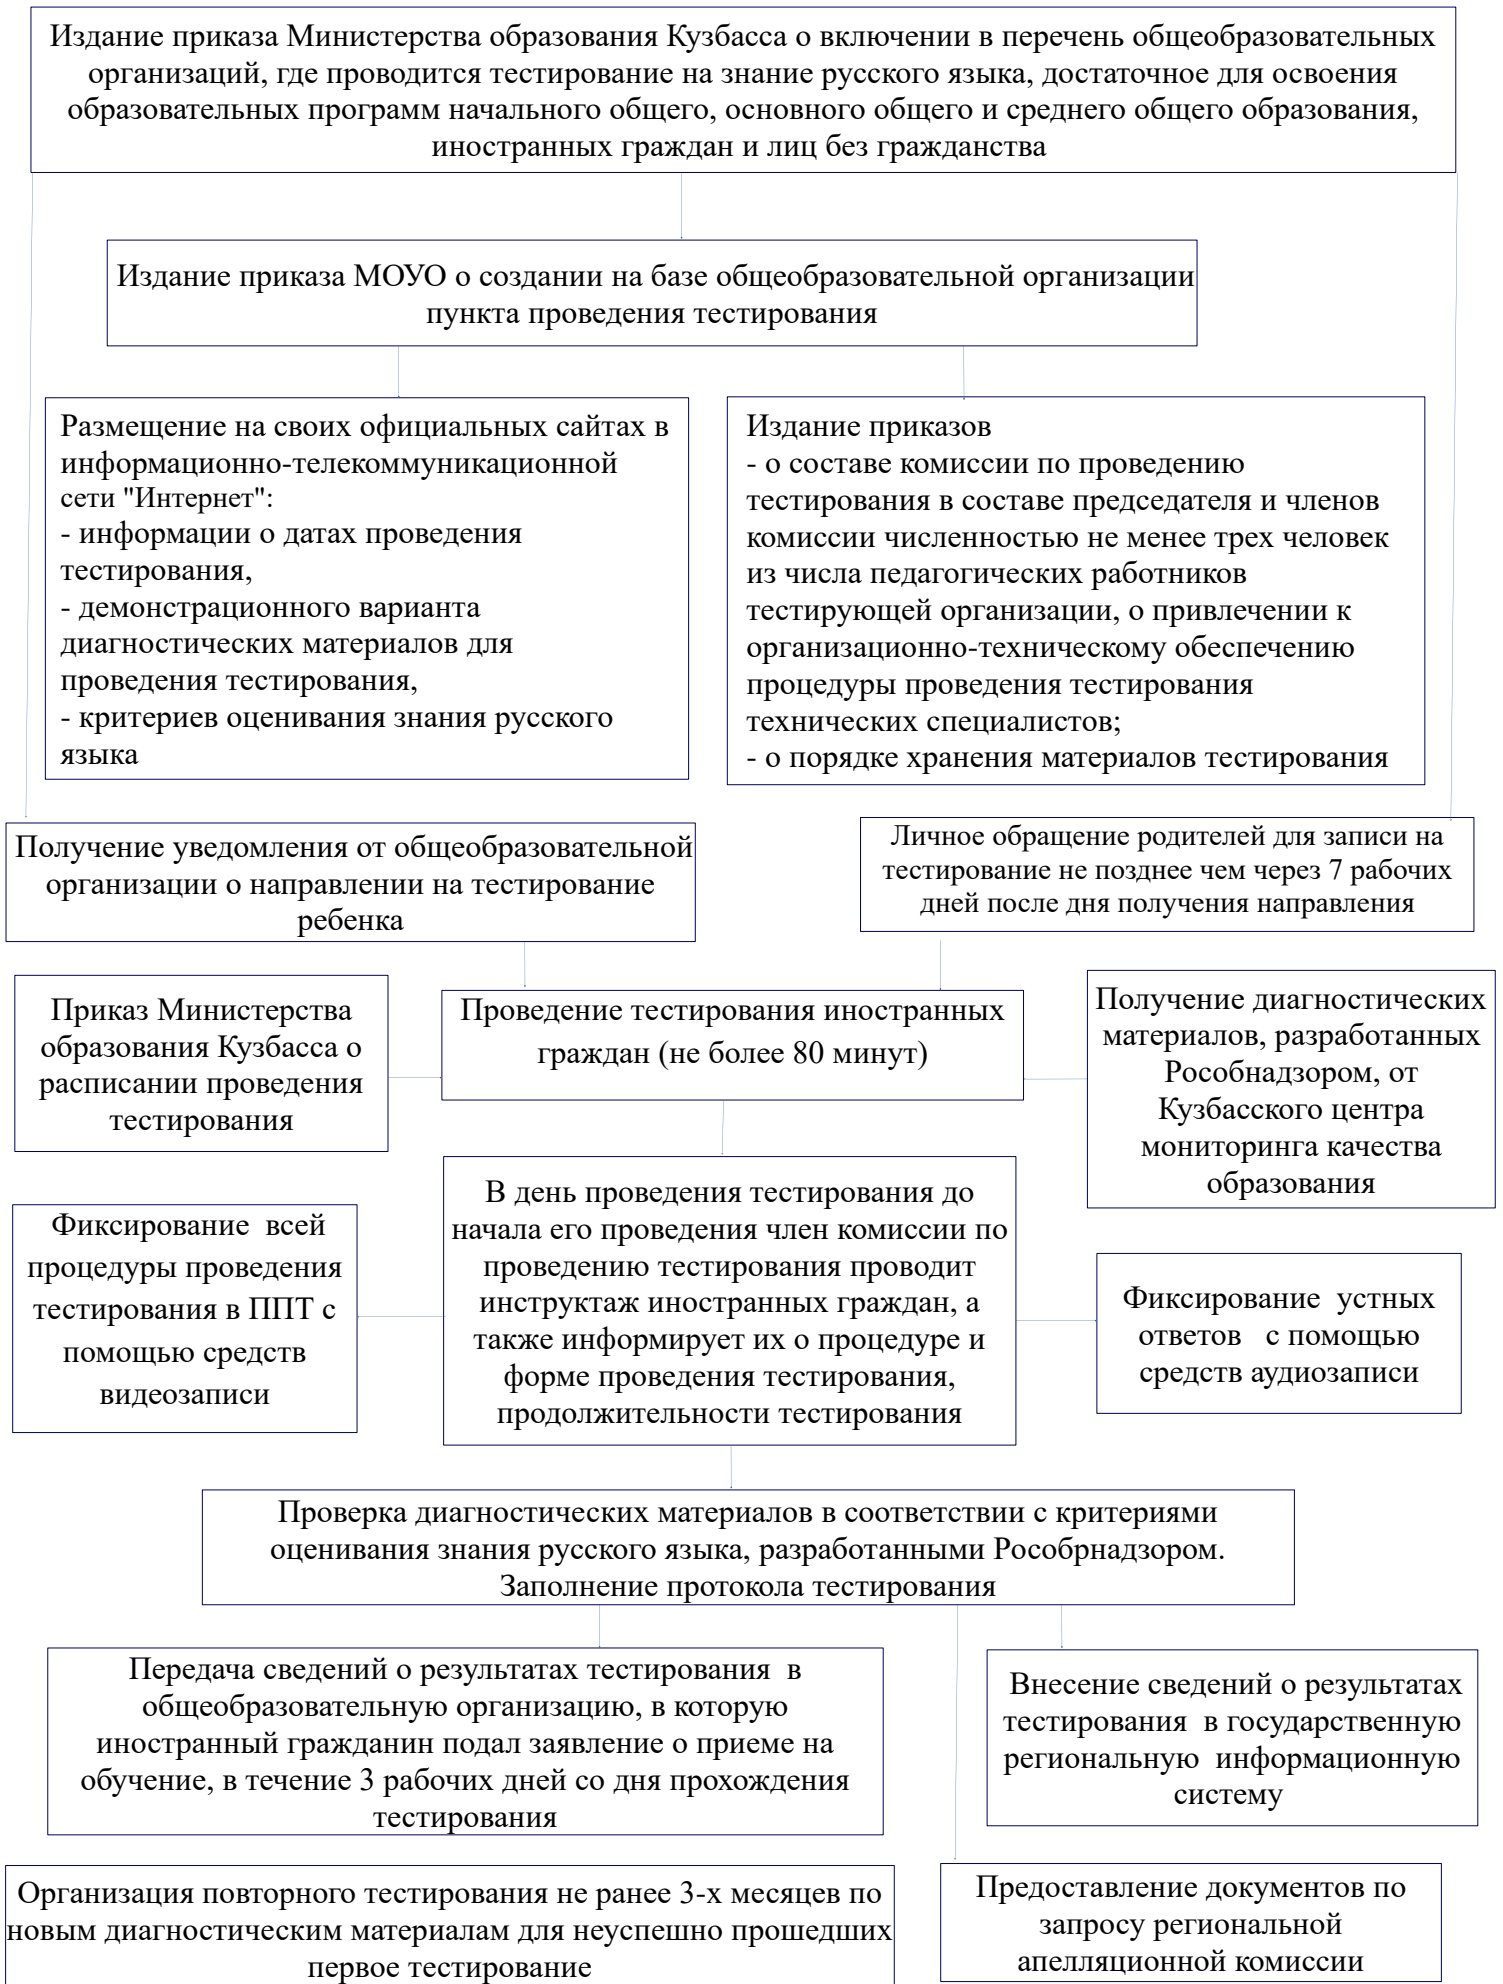 Издание приказа Министерства образования Кузбасса о включении в перечень общеобразовательных
организаций, где проводится тестирование на знание русского языка, достаточное для освоения
образовательных программ начального общего, основного общего и среднего общего образования,
иностранных граждан и лиц без гражданства
Издание приказа МОУО о создании на базе общеобразовательной организации
пункта проведения тестирования
Размещение на своих официальных сайтах в
информационно-телекоммуникационной
сети "Интернет":
- информации о датах проведения
тестирования,
- демонстрационного варианта
диагностических материалов для
проведения тестирования,
- критериев оценивания знания русского
языка
Издание приказов
- о составе комиссии по проведению
тестирования в составе председателя и членов
комиссии численностью не менее трех человек
из числа педагогических работников
тестирующей организации, о привлечении к
организационно-техническому обеспечению
процедуры проведения тестирования
технических специалистов;
- о порядке хранения материалов тестирования
Получение уведомления от общеобразовательной
организации о направлении на тестирование
ребенка
Личное обращение родителей для записи на
тестирование не позднее чем через 7 рабочих
дней после дня получения направления
Приказ Министерства
образования Кузбасса о
расписании проведения
тестирования
Проведение тестирования иностранных
граждан (не более 80 минут)
Получение диагностических
материалов, разработанных
Рособнадзором, от
Кузбасского центра
мониторинга качества
образования
Фиксирование всей
процедуры проведения
тестирования в ППТ с
помощью средств
видеозаписи
В день проведения тестирования до
начала его проведения член комиссии по
проведению тестирования проводит
инструктаж иностранных граждан, а
также информирует их о процедуре и
форме проведения тестирования,
продолжительности тестирования
Фиксирование устных
ответов с помощью
средств аудиозаписи
Проверка диагностических материалов в соответствии с критериями
оценивания знания русского языка, разработанными Рособрнадзором.
Заполнение протокола тестирования
Передача сведений о результатах тестирования в
общеобразовательную организацию, в которую
иностранный гражданин подал заявление о приеме на
обучение, в течение 3 рабочих дней со дня прохождения
тестирования
Внесение сведений о результатах
тестирования в государственную
региональную информационную
систему
Организация повторного тестирования не ранее 3-х месяцев по
новым диагностическим материалам для неуспешно прошедших
первое тестирование
Предоставление документов по
запросу региональной
апелляционной комиссии